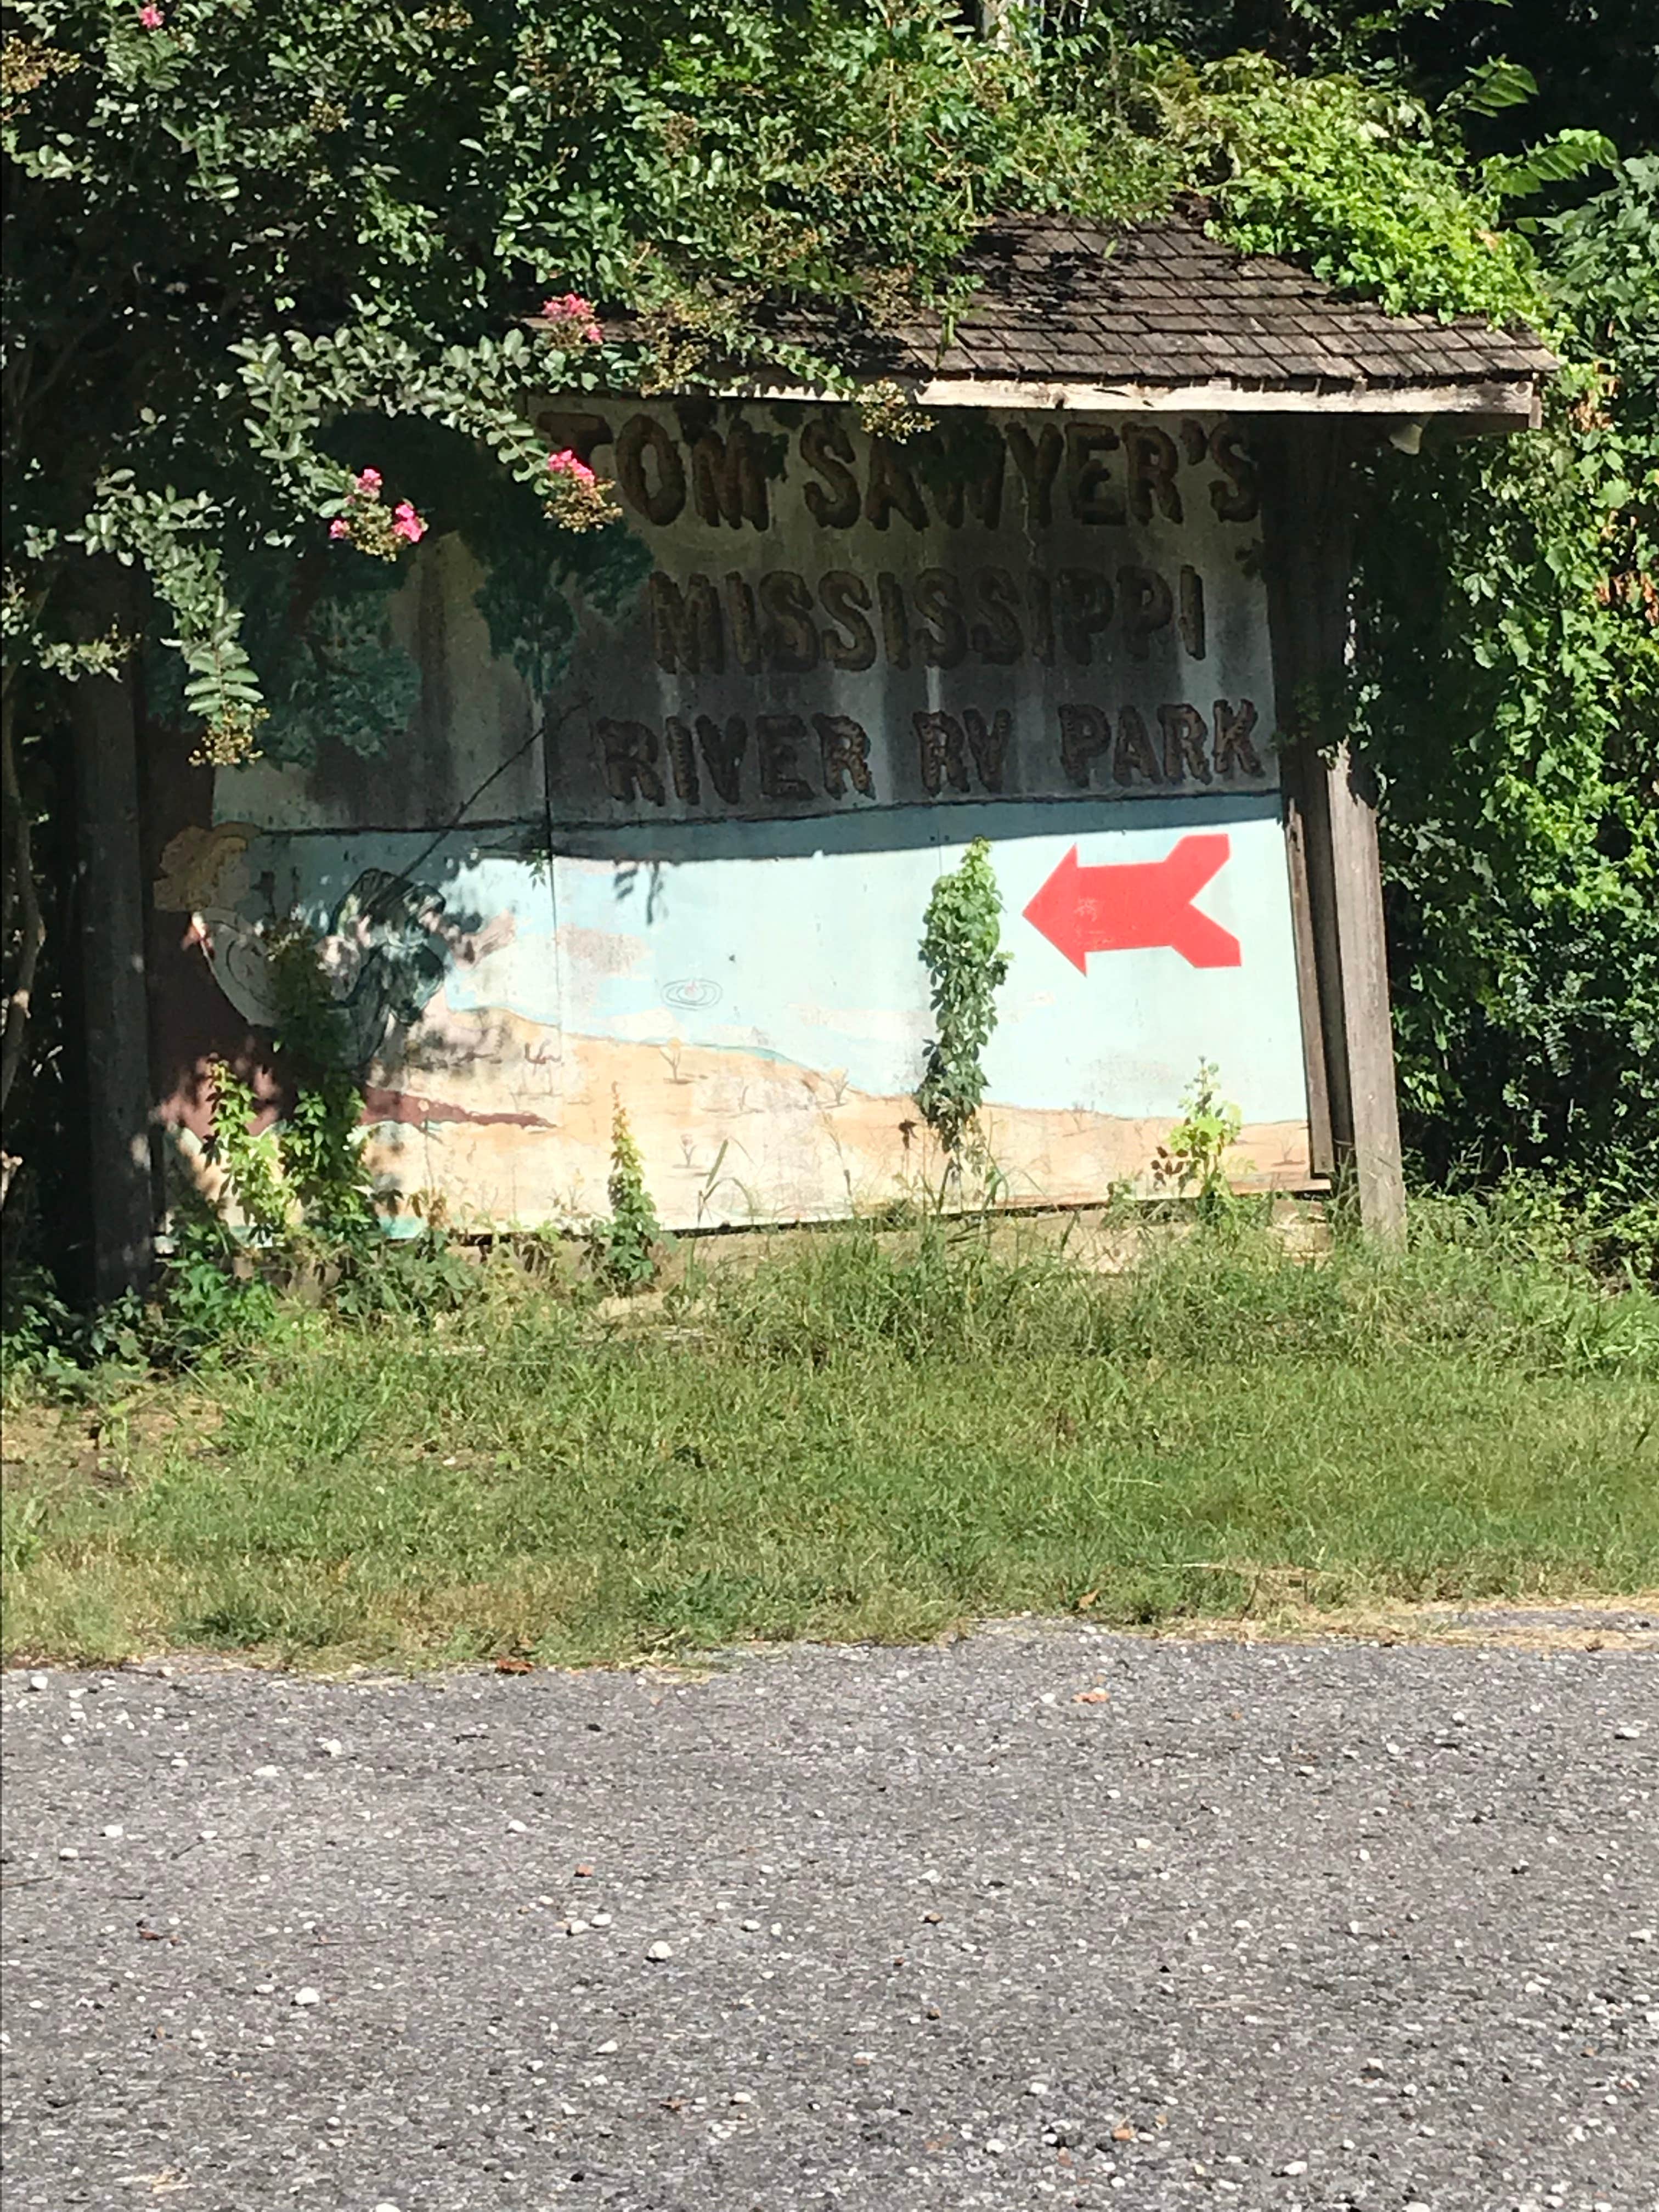 TOM SAWYER'S
MISSISSIPPI
RIVER RV PARK